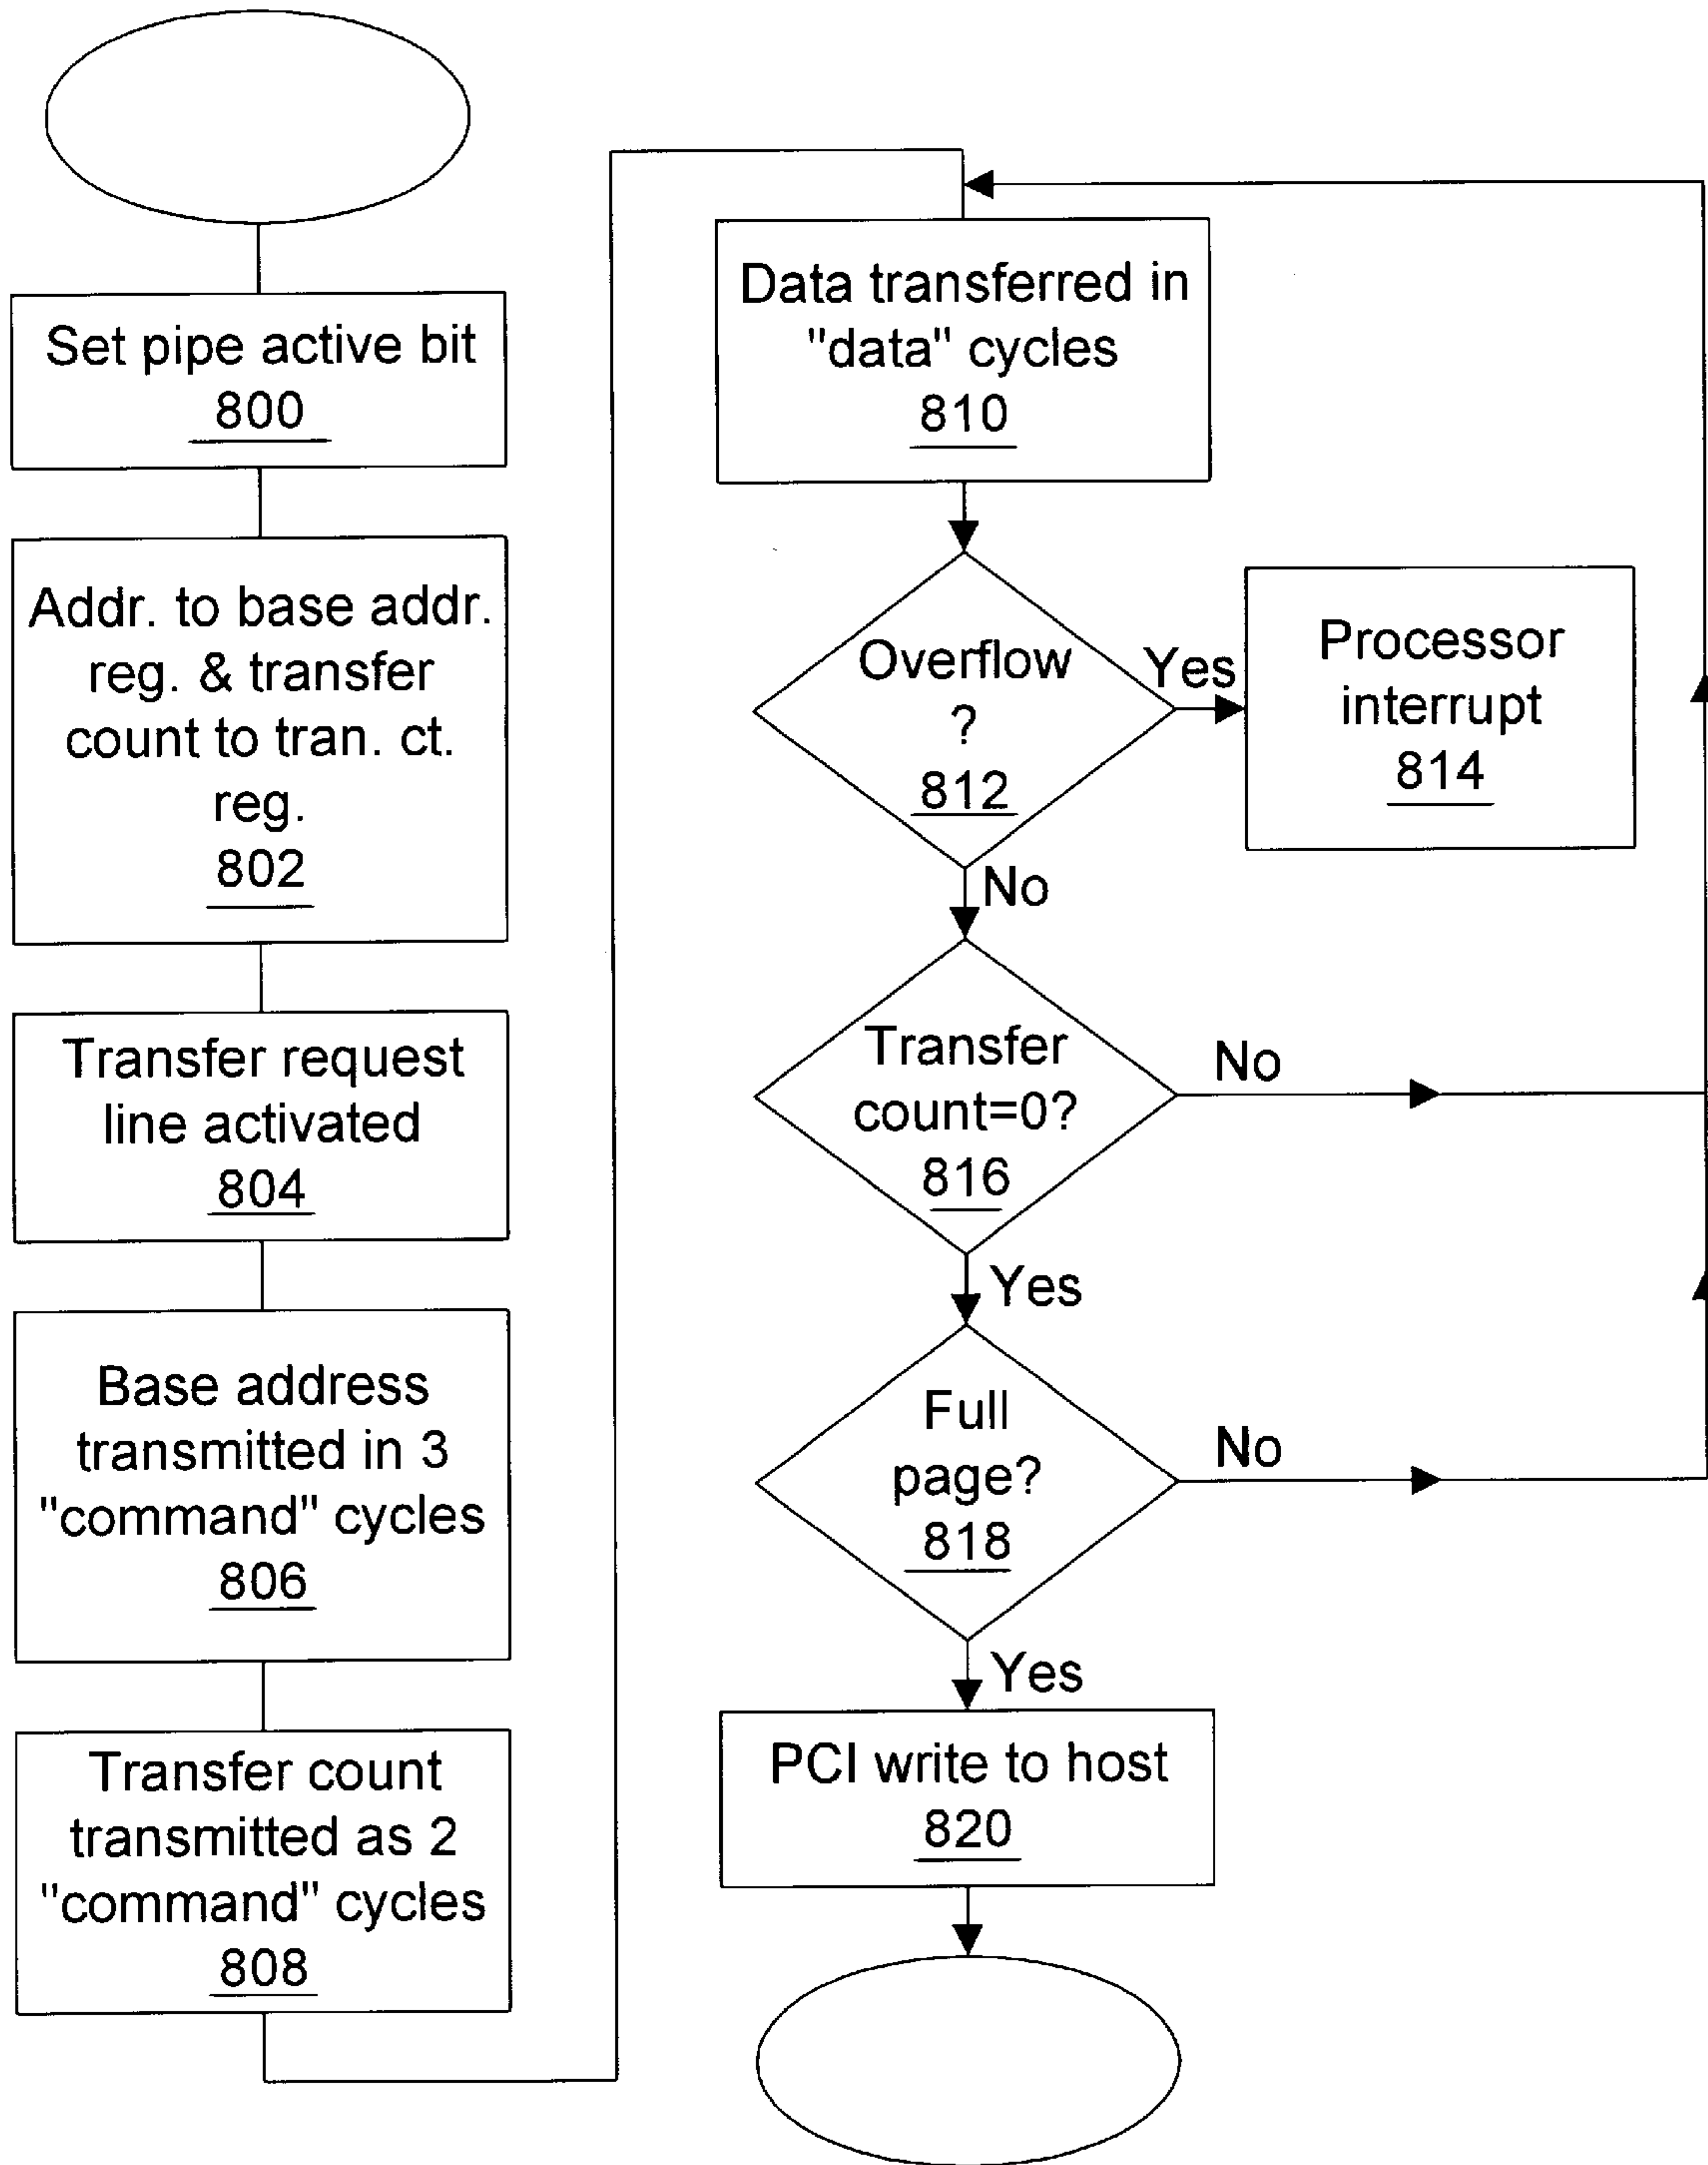 Set pipe active bit
800
Addr. to base addr.
reg. & transfer
count to tran. ct.
reg.
802
Transfer request
line activated
804
Base address
transmitted in 3
"command" cycles
806
Transfer count
transmitted as 2
"command" cycles
808
Data transferred in
"data" cycles
810
Overflow
?
812
Yes
Processor
interrupt
814
No
Transfer
count=0?
816
No
Yes
Full
page?
818
No
Yes
PCI write to host
820